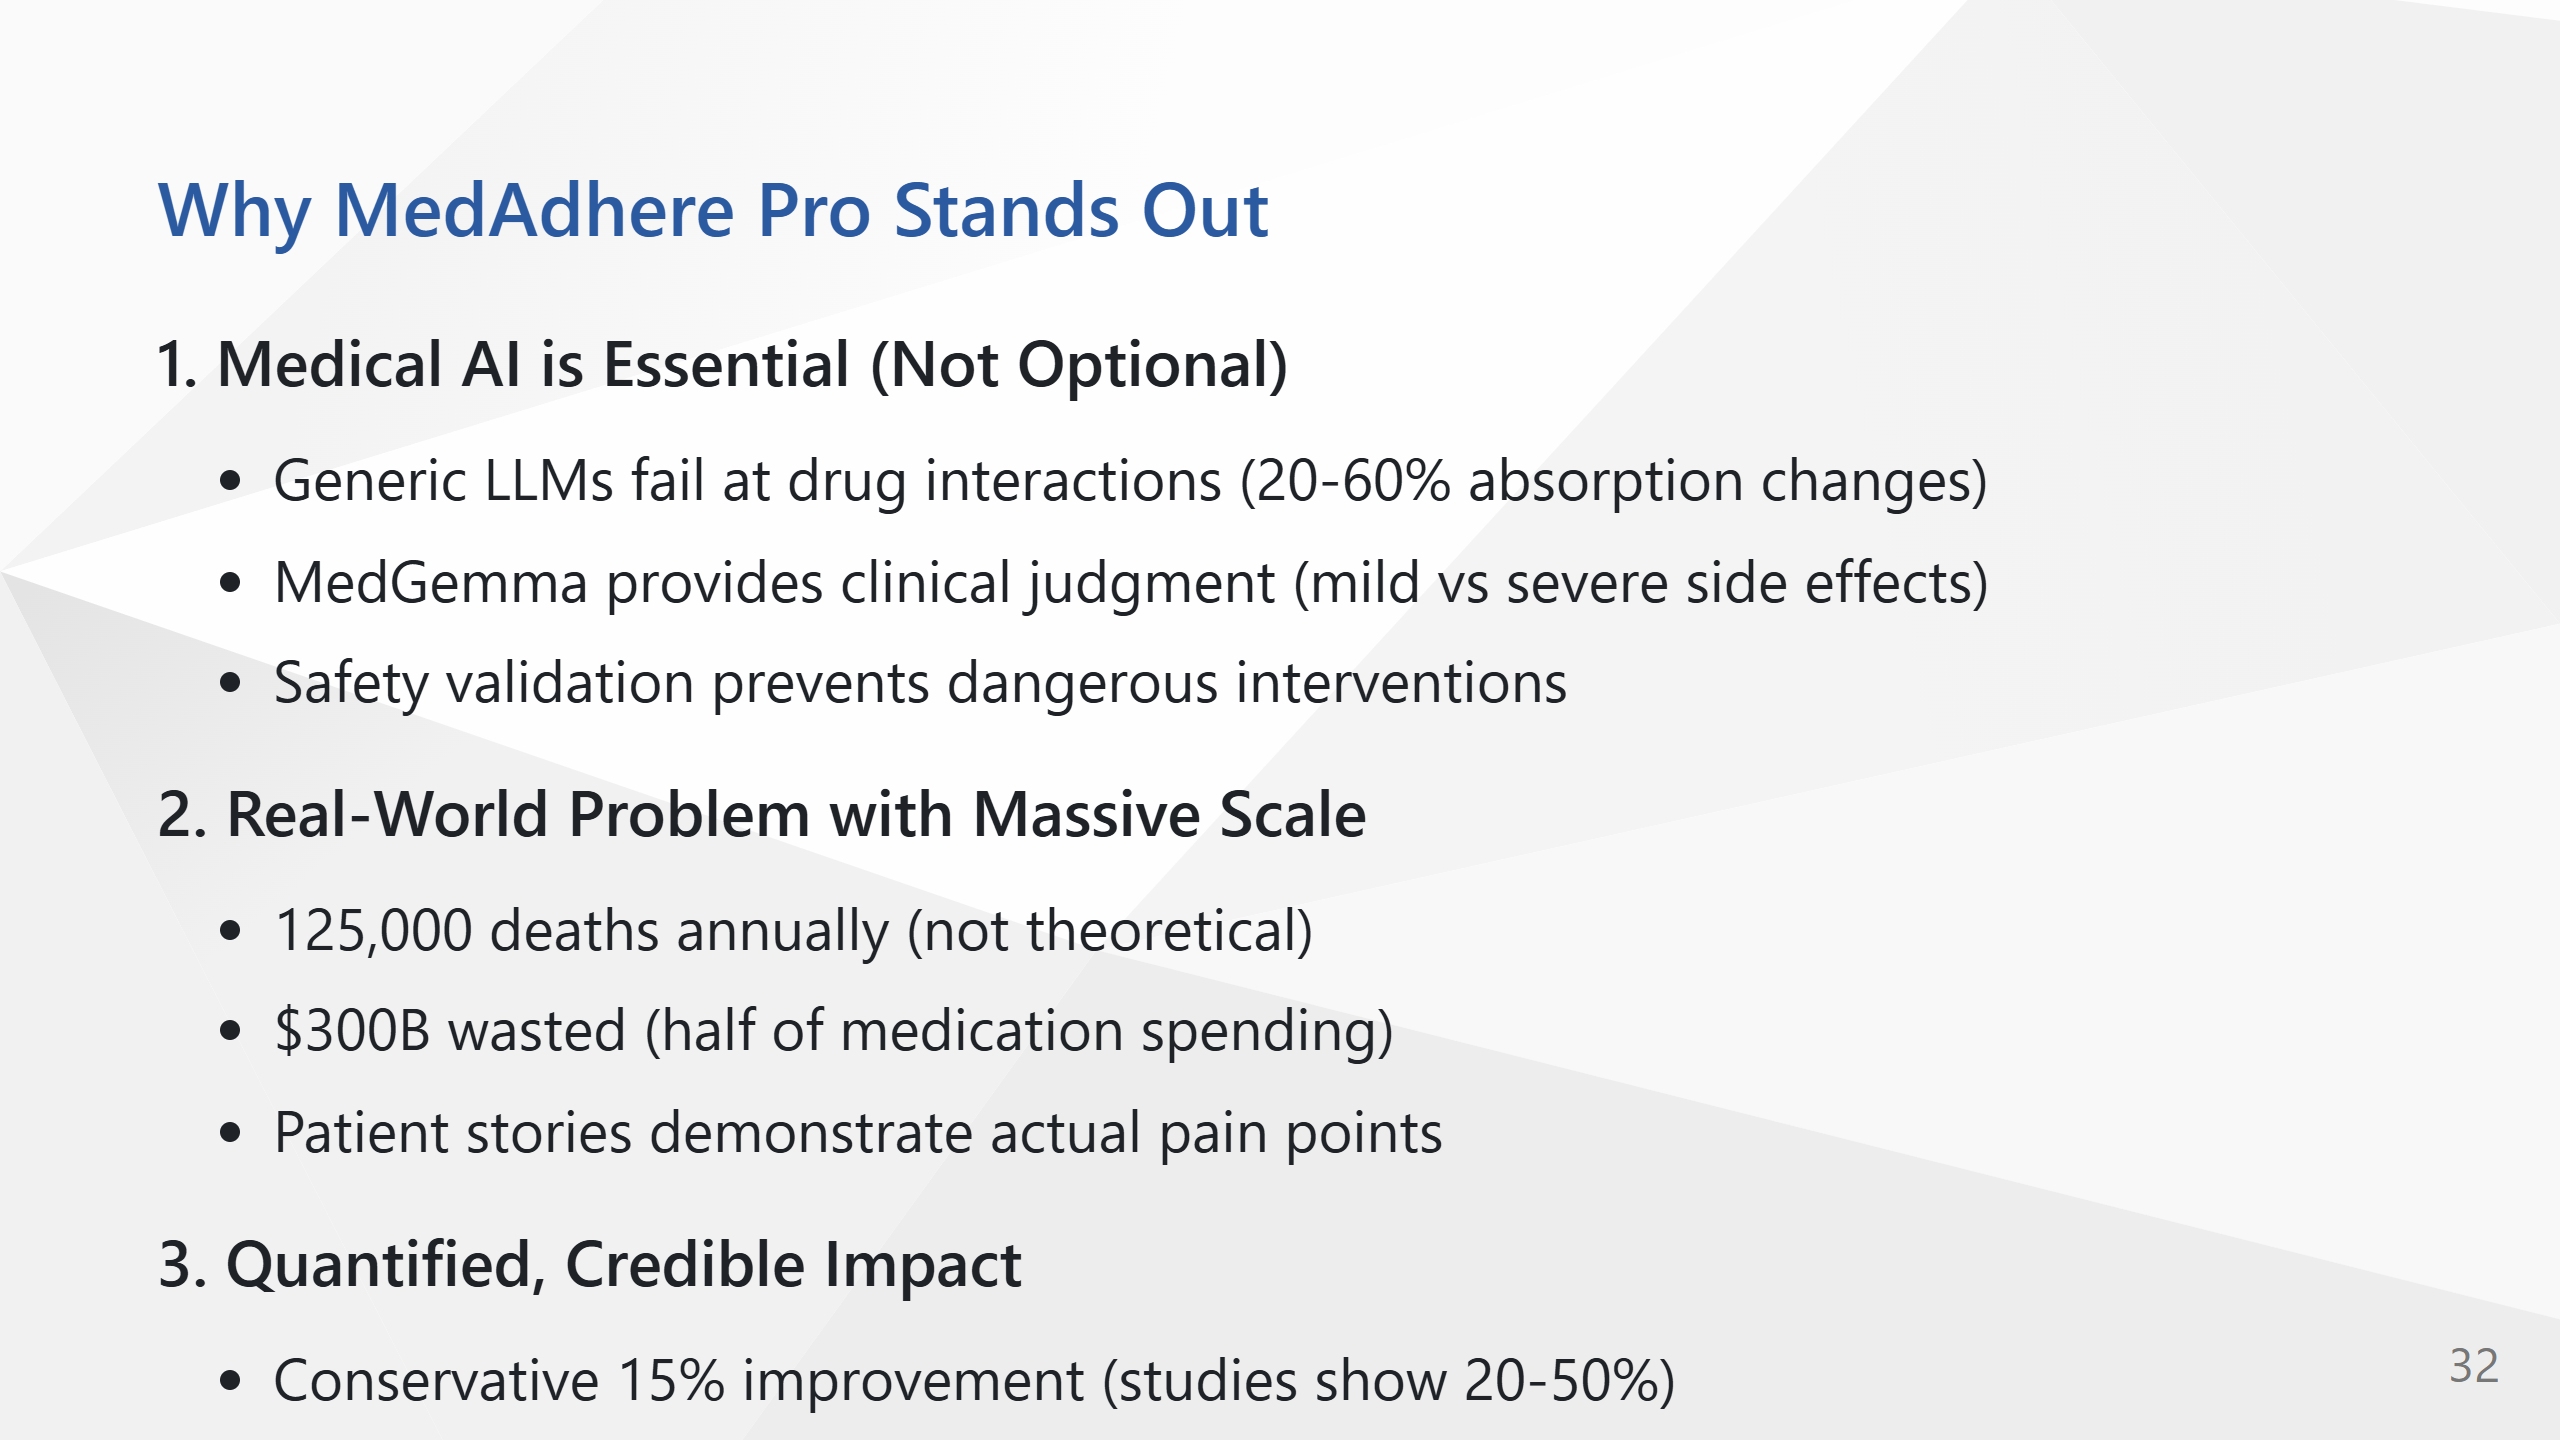 Why MedAdhere Pro Stands Out
1. Medical AI is Essential (Not Optional)
• Generic LLMs fail at drug interactions (20-60% absorption changes)
• MedGemma provides clinical judgment (mild vs severe side effects)
• Safety validation prevents dangerous interventions
2. Real-World Problem with Massive Scale
• 125,000 deaths annually (not theoretical)
• $300B wasted (half of medication spending)
• Patient stories demonstrate actual pain points
3. Quantified, Credible Impact
• Conservative 15% improvement (studies show 20-50%)
32